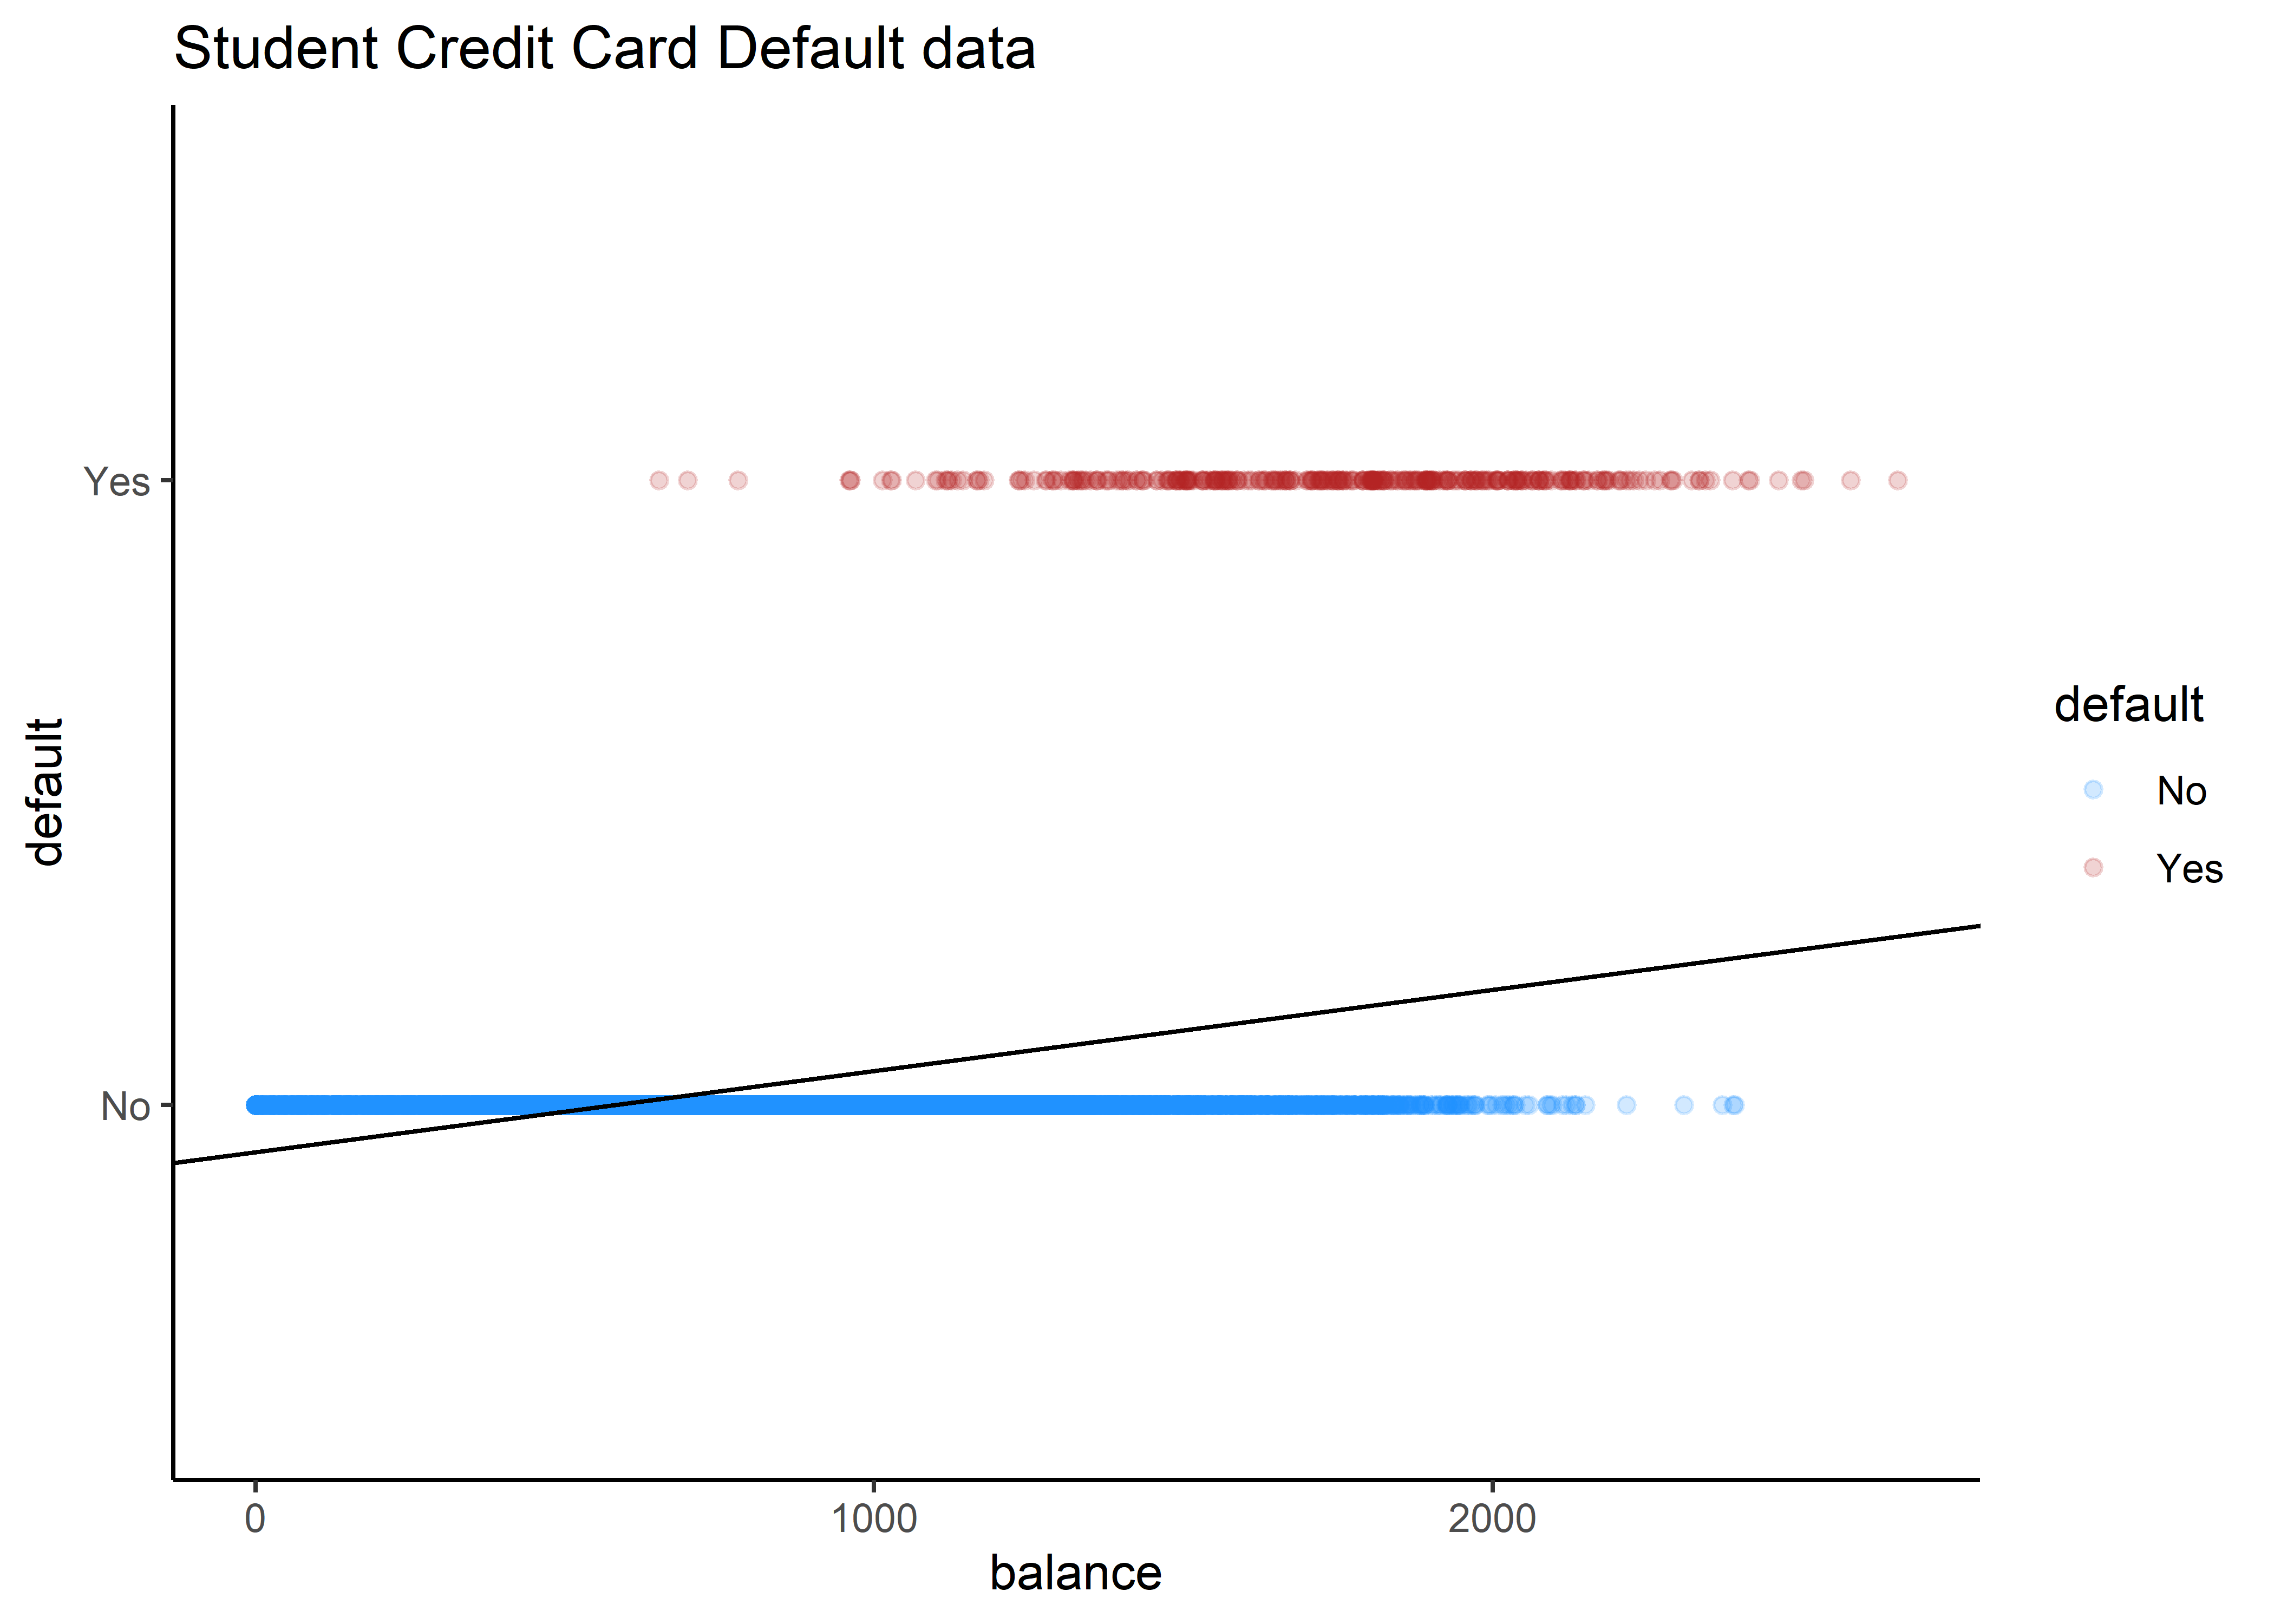 Student Credit Card Default data
default
Yes
No
0 1000 2000
balance
default
No
Yes